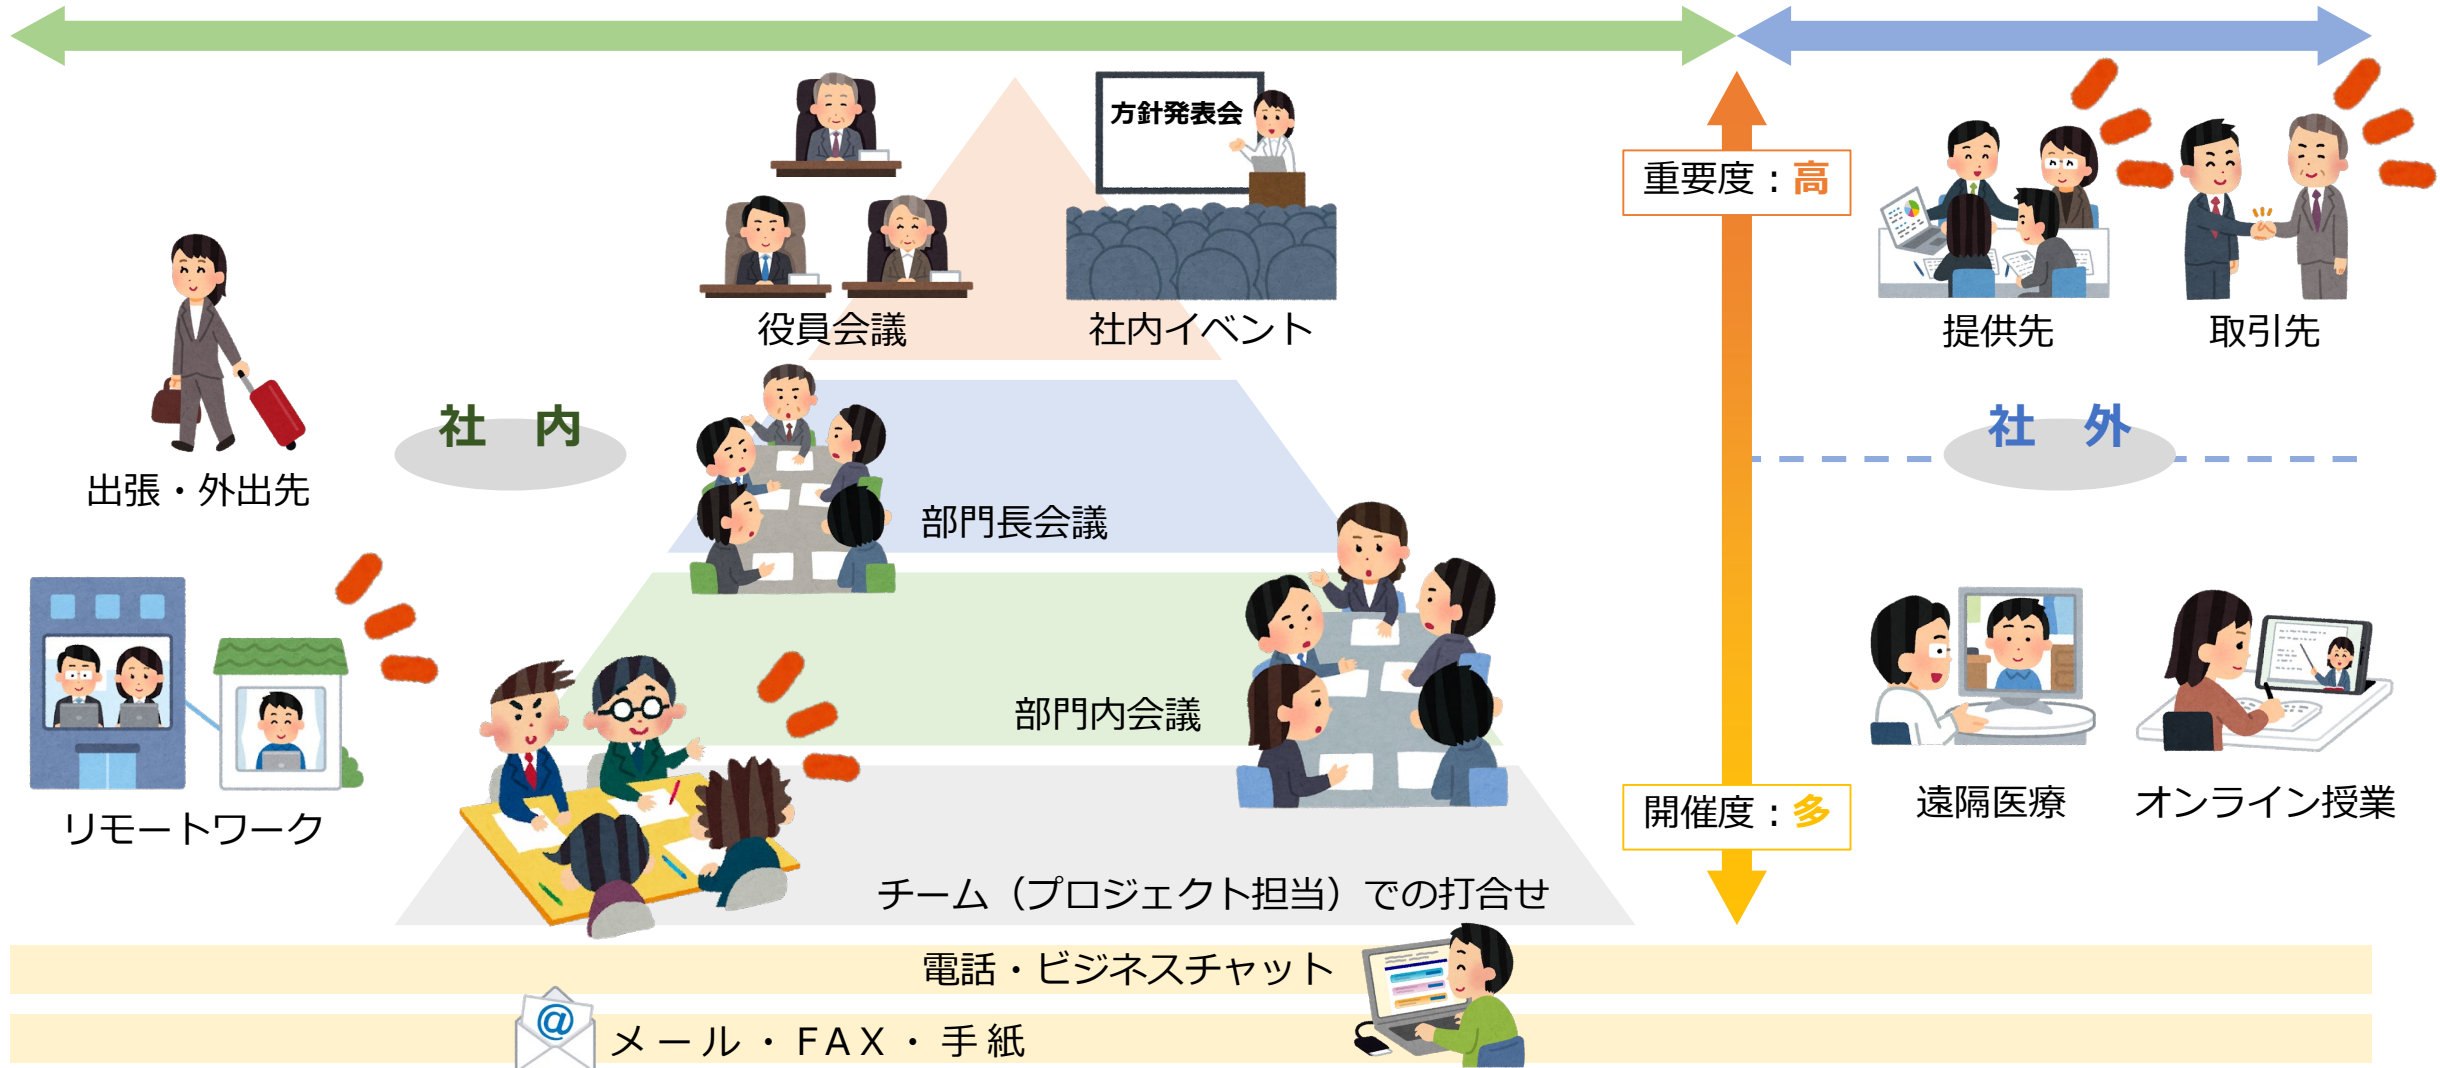 方針発表会
重要度：高
役員会議
社内イベント
提供先
取引先
社　内
社　外
出張・外出先
部門長会議
部門内会議
リモートワーク
開催度：多
遠隔医療
オンライン授業
チーム（プロジェクト担当）での打合せ
電話・ビジネスチャット
@
メール・FAX・手紙